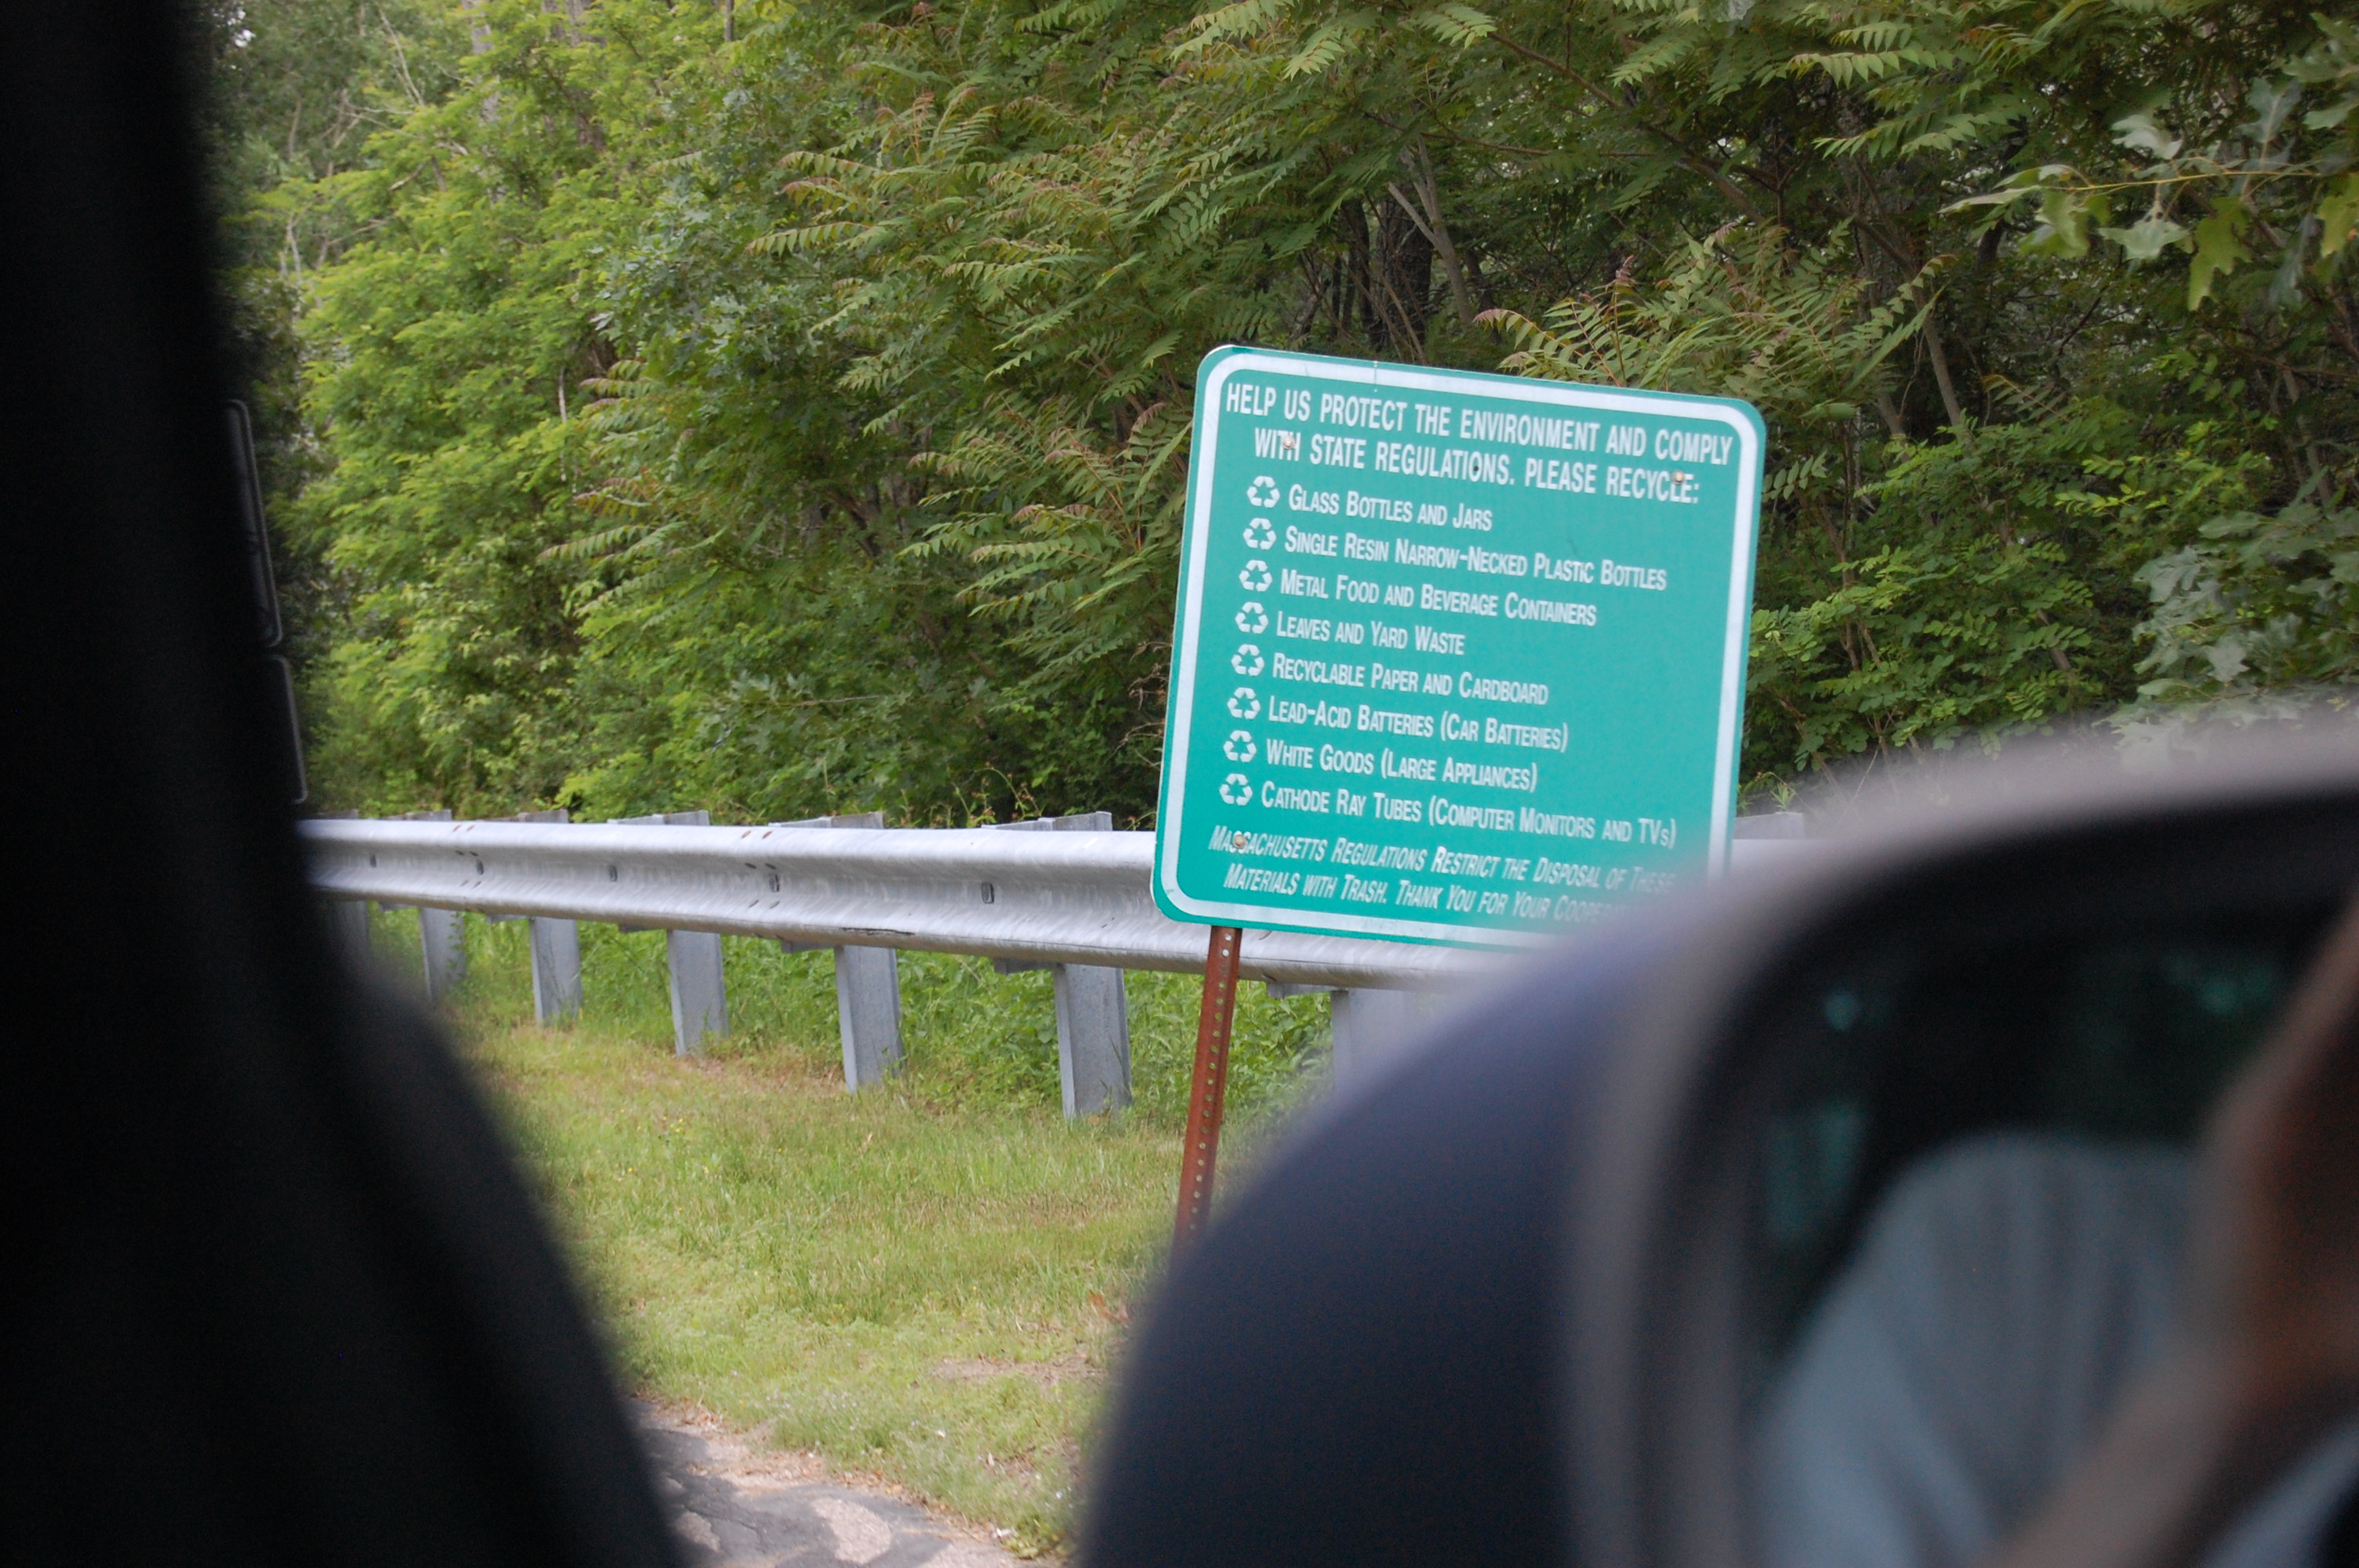 HELP US PROTECT THE ENVIRONMENT AND COMPLY
WITH STATE REGULATIONS. PLEASE RECYCLE:
GLASS BOTTLES AND JARS
SINGLE RESIN NARROW-NECKED PLASTIC BOTTLES
METAL FOOD AND BEVERAGE CONTAINERS
LEAVES AND YARD WASTE
RECYCLABLE PAPER AND CARDBOARD
LEAD-ACID BATTERIES (CAR BATTERIES)
WHITE GOODS (LARGE APPLIANCES)
CATHODE RAY TUBES (COMPUTER MONITORS AND TVS)
MASSACHUSETTS REGULATIONS RESTRICT THE DISPOSAL OF THESE
MATERIALS WITH TRASH. THANK YOU FOR YOUR